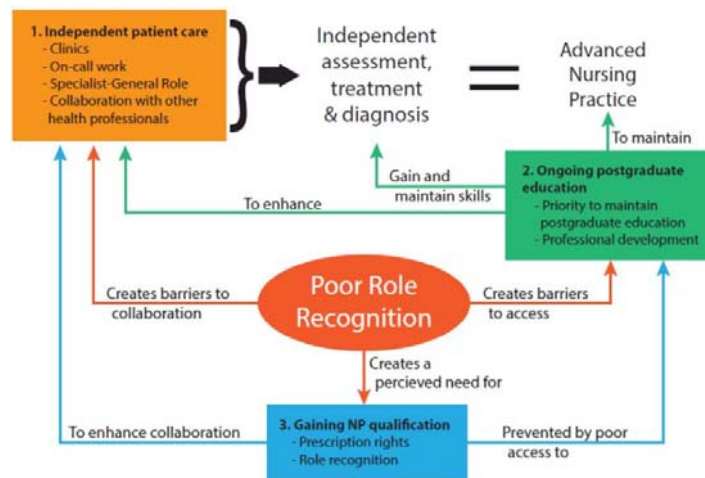 1. Independent patient care
- Clinics
- On-call work
- Specialist-General Role
- Collaboration with other
health professionals
}
Independent
assessment,
treatment
& diagnosis
=
Advanced
Nursing
Practice
To maintain
2. Ongoing postgraduate
education
- Priority to maintain
postgraduate education
- Professional development
Gain and
maintain skills
To enhance
Poor Role
Recognition
Creates barriers to
collaboration
Creates barriers
to access
Creates a
percieved need for
3. Gaining NP qualification
- Prescription rights
- Role recognition
To enhance collaboration
Prevented by poor
access to